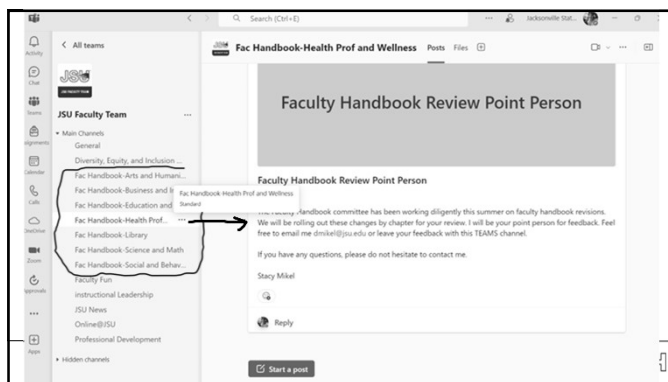 Search (Ctrl+E)
Jacksonville Stat...
Activity
Chat
Teams
Assignments
Calendar
Calls
OneDrive
Zoom
Approvals
Apps
All teams
JSU
JSU FACULTY TEAM
JSU Faculty Team
Main Channels
General
Diversity, Equity, and Inclusion ...
Fac Handbook-Arts and Humani...
Fac Handbook-Business and In
Fac Handbook-Education and
Fac Handbook-Health Prof...
Fac Handbook-Library
Fac Handbook-Science and Math
Fac Handbook-Social and Behav...
Faculty Fun
instructional Leadership
JSU News
Online@JSU
Professional Development
Hidden channels
Fac Handbook-Health Prof and Wellness
Standard
Fac Handbook-Health Prof and Wellness Posts Files
Faculty Handbook Review Point Person
Faculty Handbook Review Point Person
The Faculty Handbook committee has been working diligently this summer on faculty handbook revisions.
We will be rolling out these changes by chapter for your review. I will be your point person for feedback. Feel
free to email me dmikel@jsu.edu or leave your feedback with this TEAMS channel.
If you have any questions, please do not hesitate to contact me.
Stacy Mikel
Reply
Start a post